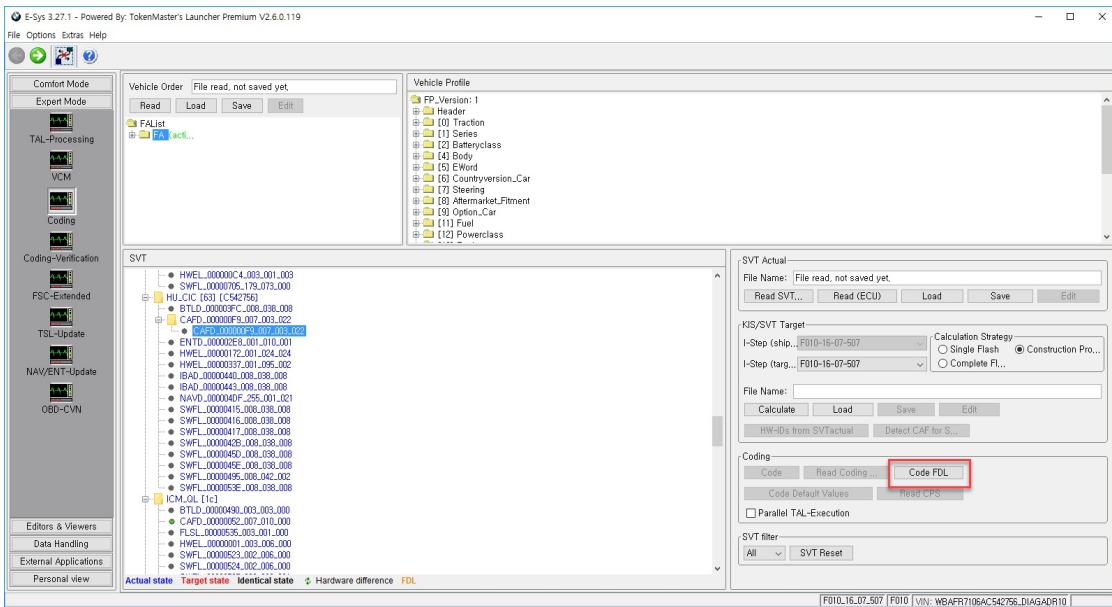 E-Sys 3.27.1 - Powered By: TokenMaster's Launcher Premium V2.6.0.119
File Options Extras Help
Comfort Mode
Expert Mode
TAL-Processing
VCM
Coding
Coding-Verification
FSC-Extended
TSL-Update
NAV/ENT-Update
OBD-CVN
Editors & Viewers
Data Handling
External Applications
Personal view
Vehicle Order File read, not saved yet,
Read Load Save Edit
FAList
FA (acti...
Vehicle Profile
FP_Version: 1
Header
[0] Traction
[1] Series
[2] Batteryclass
[4] Body
[5] EWord
[6] Countryversion_Car
[7] Steering
[8] Aftermarket_Fitment
[9] Option_Car
[11] Fuel
[12] Powerclass
SVT
HWEL_000000C4_003_001_003
SWFL_00000705_179_073_000
HU_CIC [63] [C542756]
BTLD_000003FC_008_038_008
CAFD_000000F9_007_003_022
CAFD_000000F9_007_003_022
ENTD_000002E8_001_010_001
HWEL_00000172_001_024_024
HWEL_00000337_001_095_002
IBAD_00000440_008_038_008
IBAD_00000443_008_038_008
NAVD_000004DF_255_001_021
SWFL_00000415_008_038_008
SWFL_00000416_008_038_008
SWFL_00000417_008_038_008
SWFL_0000042B_008_038_008
SWFL_0000045D_008_038_008
SWFL_0000045E_008_038_008
SWFL_00000495_008_042_002
SWFL_0000053E_008_038_008
ICM_QL [1c]
BTLD_00000490_003_003_000
CAFD_00000052_007_010_000
FLSL_00000535_003_001_000
HWEL_00000001_003_006_000
SWFL_00000523_002_006_000
SWFL_00000524_002_006_000
Actual state Target state Identical state Hardware difference FDL
SVT Actual
File Name: File read, not saved yet,
Read SVT... Read (ECU) Load Save Edit
KIS/SVT Target
I-Step (ship... F010-16-07-507
I-Step (targ... F010-16-07-507
Calculation Strategy
Single Flash Construction Pro...
Complete Fl...
File Name:
Calculate Load Save Edit
HW-IDs from SVTactual Detect CAF for S...
Coding
Code Read Coding ... Code FDL
Code Default Values Read CPS
Parallel TAL-Execution
SVT filter
All SVT Reset
F010_16_07_507 F010 VIN: WBAFR7106AC542756_DIAGADR10